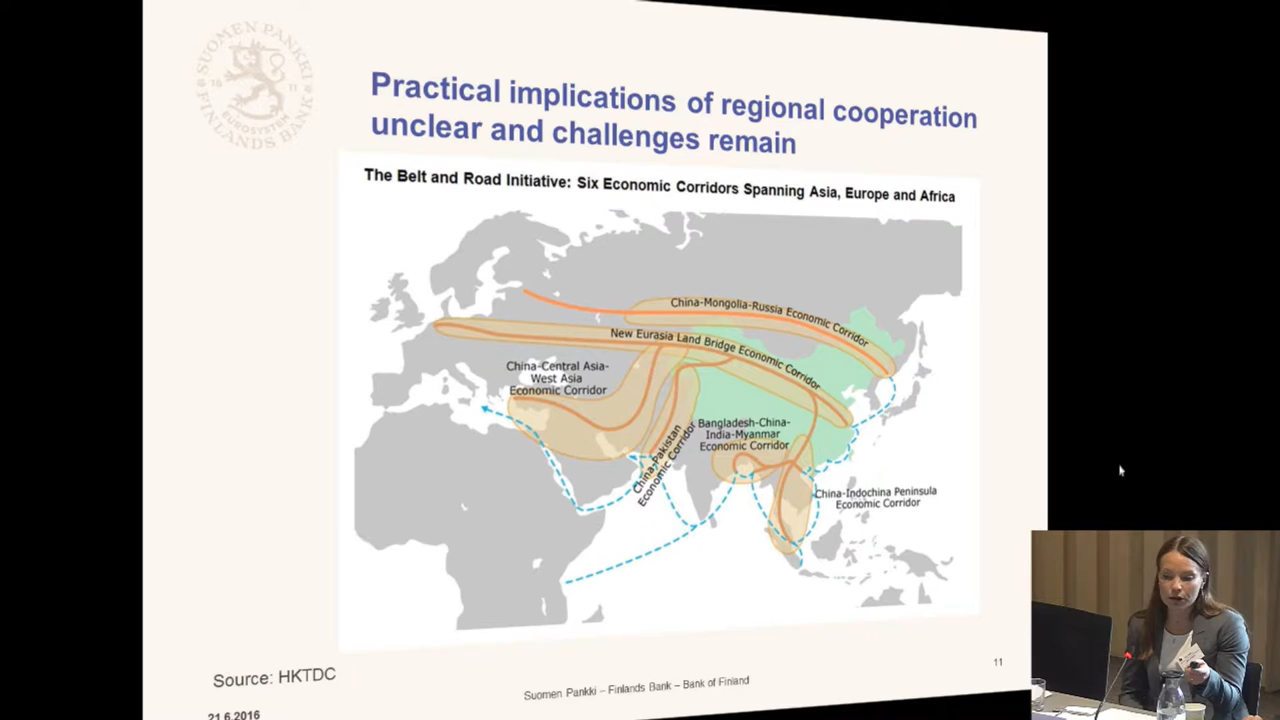 SUOMEN PANKKI
18 11
EUROSYSTEM
FINLANDS BANK
Practical implications of regional cooperation
unclear and challenges remain
The Belt and Road Initiative: Six Economic Corridors Spanning Asia, Europe and Africa
China-Mongolia-Russia Economic Corridor
New Eurasia Land Bridge Economic Corridor
China-Central Asia-
West Asia
Economic Corridor
China-Pakistan
Economic Corridor
Bangladesh-China-
India-Myanmar
Economic Corridor
China-Indochina Peninsula
Economic Corridor
Source: HKTDC
11
Suomen Pankki – Finlands Bank – Bank of Finland
21.6.2016